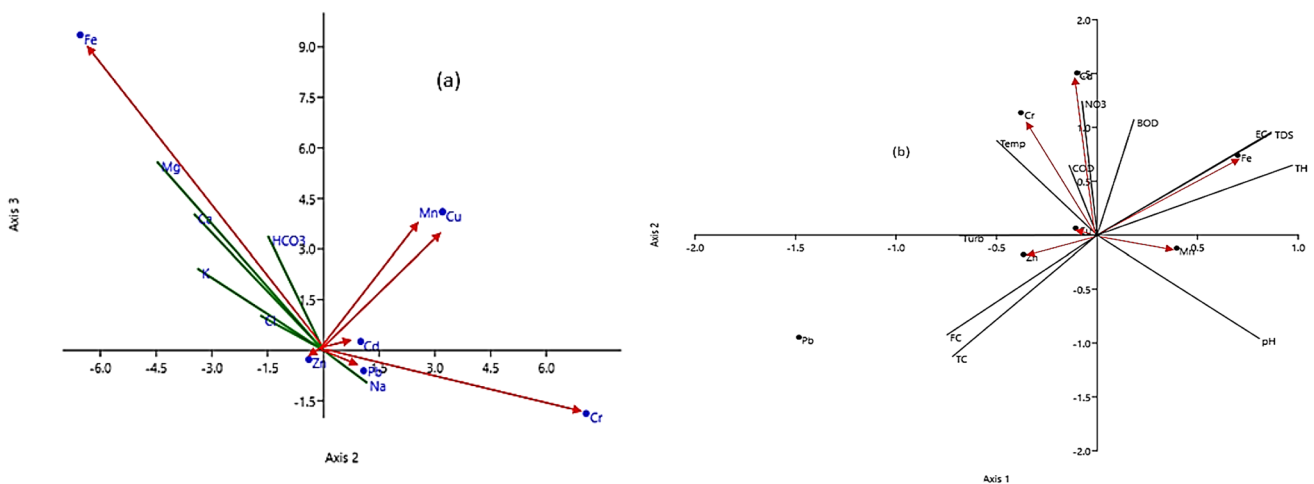 (a)
Axis 3
9.0
7.5
6.0
4.5
3.0
1.5
-1.5
-6.0 -4.5 -3.0 -1.5 3.0 4.5 6.0
Fe
Mg
Ca
HCO3
K
Cl
Mn Cu
Cd
Zn
Pb
Na
Cr
Axis 2
(b)
Axis 2
2.0
1.0
0.5
-0.5
-1.0
-1.5
-2.0
-2.0 -1.5 -1.0 -0.5 0.5 1.0
Cr
NO3
BOD
Temp
COD
EC TDS
Fe
TH
Turb
Cu
Zn
Mn
FC
TC
pH
Pb
Axis 1